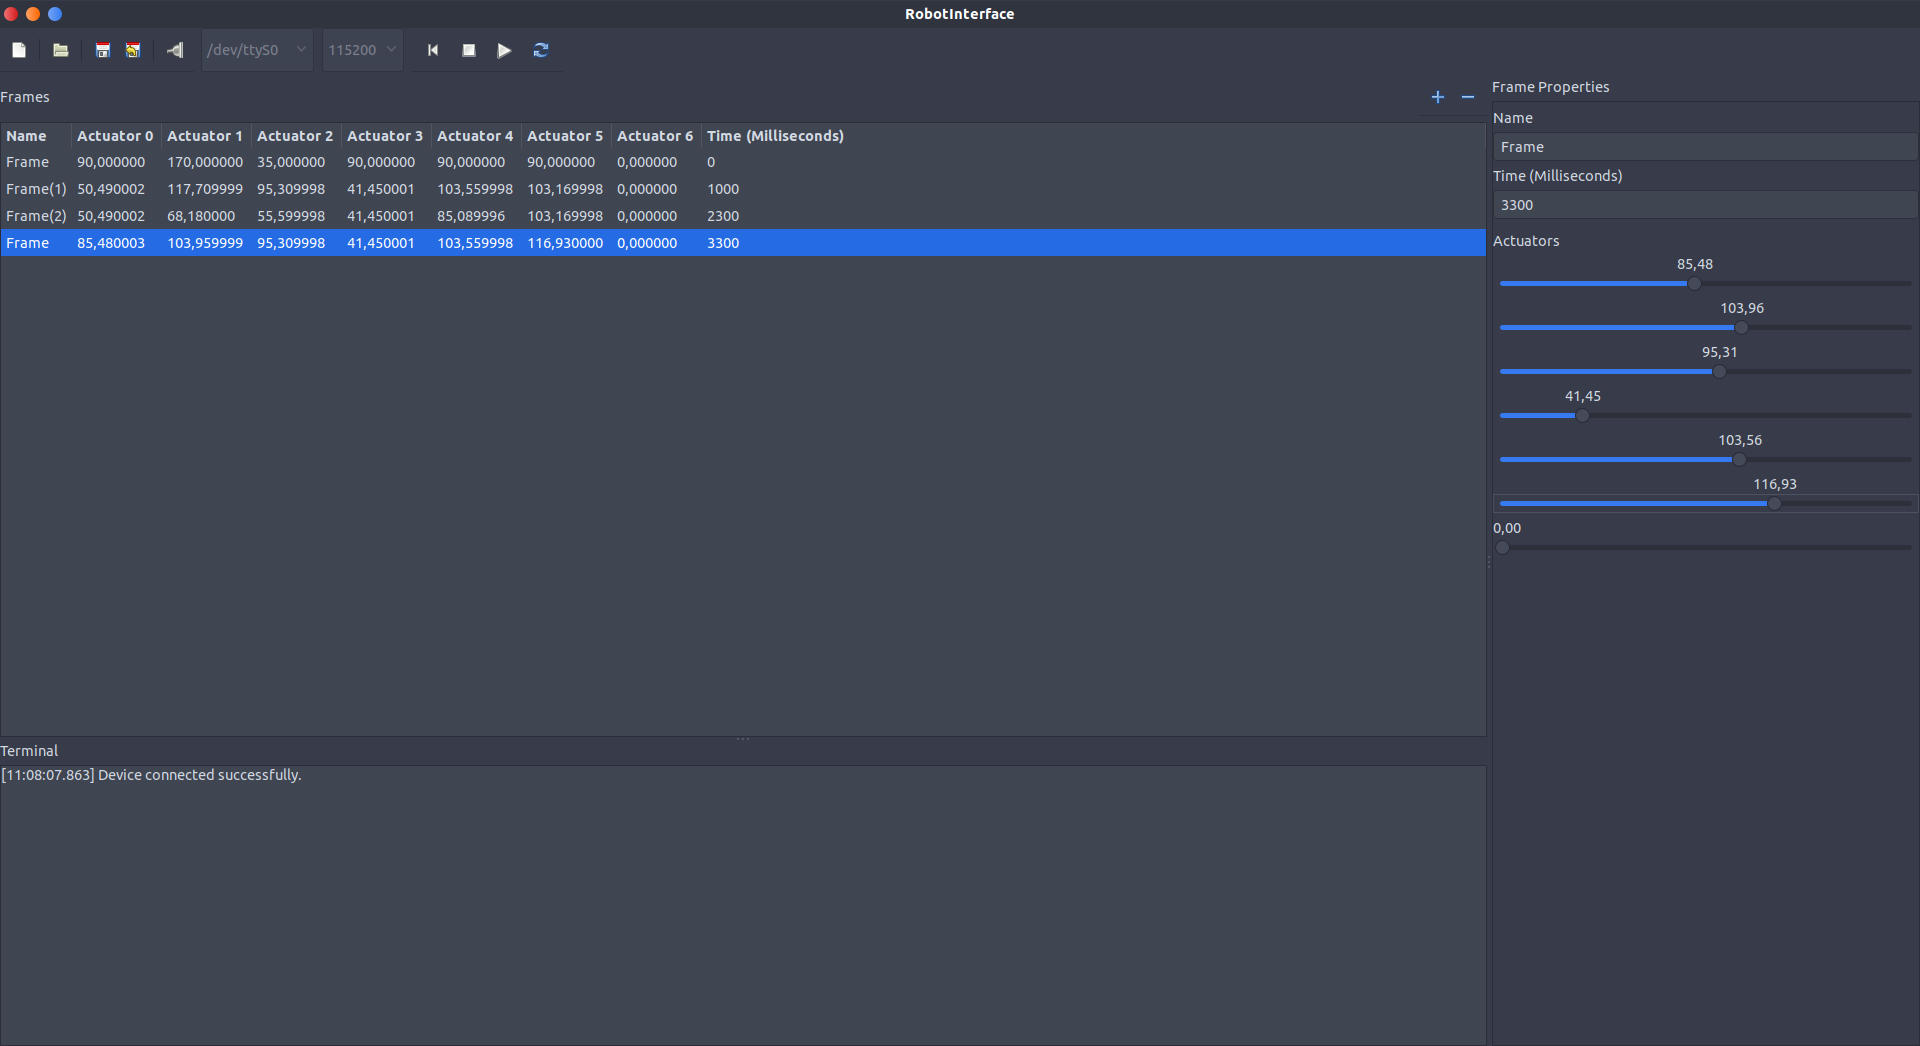 RobotInterface
/dev/ttyS0 115200
Frames
Name Actuator 0 Actuator 1 Actuator 2 Actuator 3 Actuator 4 Actuator 5 Actuator 6 Time (Milliseconds)
Frame 90,000000 170,000000 35,000000 90,000000 90,000000 90,000000 0,000000 0
Frame(1) 50,490002 117,709999 95,309998 41,450001 103,559998 103,169998 0,000000 1000
Frame(2) 50,490002 68,180000 55,599998 41,450001 85,089996 103,169998 0,000000 2300
Frame 85,480003 103,959999 95,309998 41,450001 103,559998 116,930000 0,000000 3300
Terminal
[11:08:07.863] Device connected successfully.
Frame Properties
Name
Frame
Time (Milliseconds)
3300
Actuators
85,48
103,96
95,31
41,45
103,56
116,93
0,00